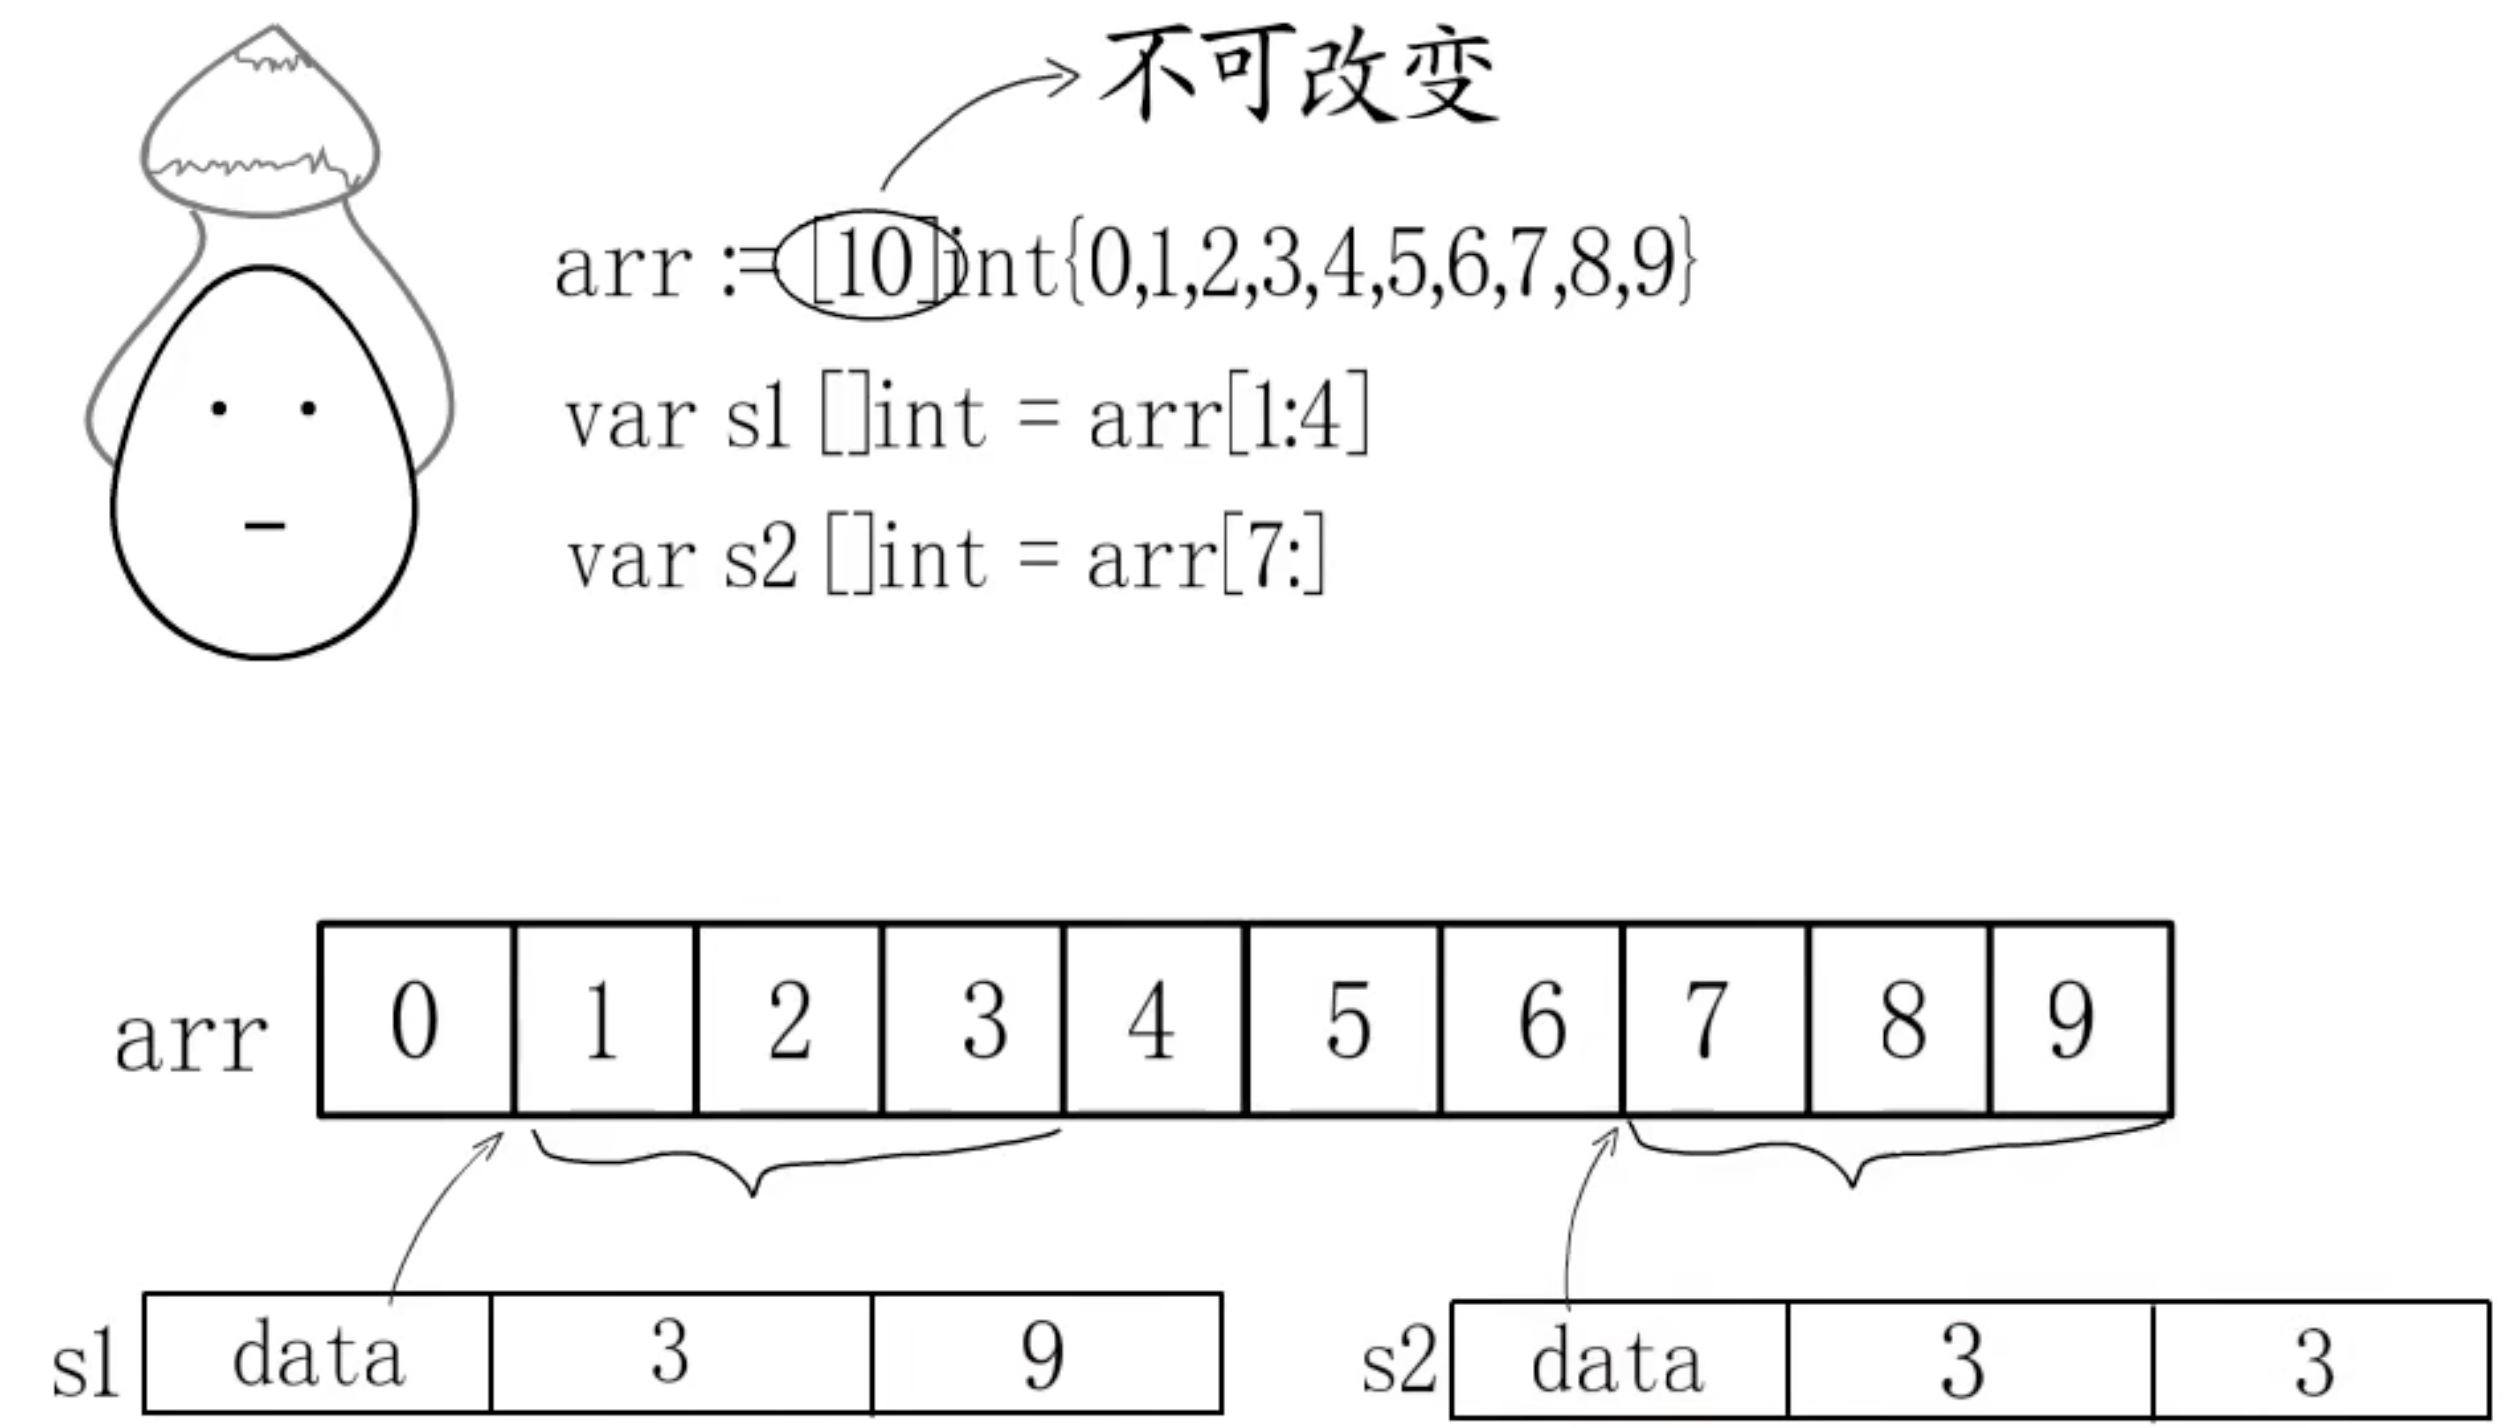 不可改变
arr := [10]int{0,1,2,3,4,5,6,7,8,9}
var s1 []int = arr[1:4]
var s2 []int = arr[7:]
arr 0 1 2 3 4 5 6 7 8 9
s1 data 3 9
s2 data 3 3